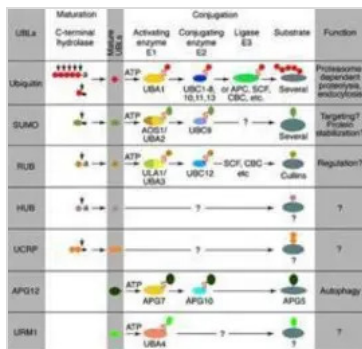 Maturation
Conjugation
UBLs
C-terminal
hydrolase
Mature
UBLs
Activating
enzyme
E1
Conjugating
enzyme
E2
Ligase
E3
Substrate
Function
Ubiquitin
ATP
UBA1
UBC1-8,
10,11,13
or APC, SCF,
CBC, etc.
Several
Proteasome
dependent
proteolysis,
endocytosis
SUMO
ATP
AOS1/
UBA2
UBC9
?
Several
Targeting?
Protein
stabilization?
RUB
ATP
ULA1/
UBA3
UBC12
SCF, CBC
etc
Cullins
Regulation?
HUB
?
?
?
UCRP
?
?
?
APG12
ATP
APG7
APG10
APG5
Autophagy
URM1
ATP
UBA4
?
?
?